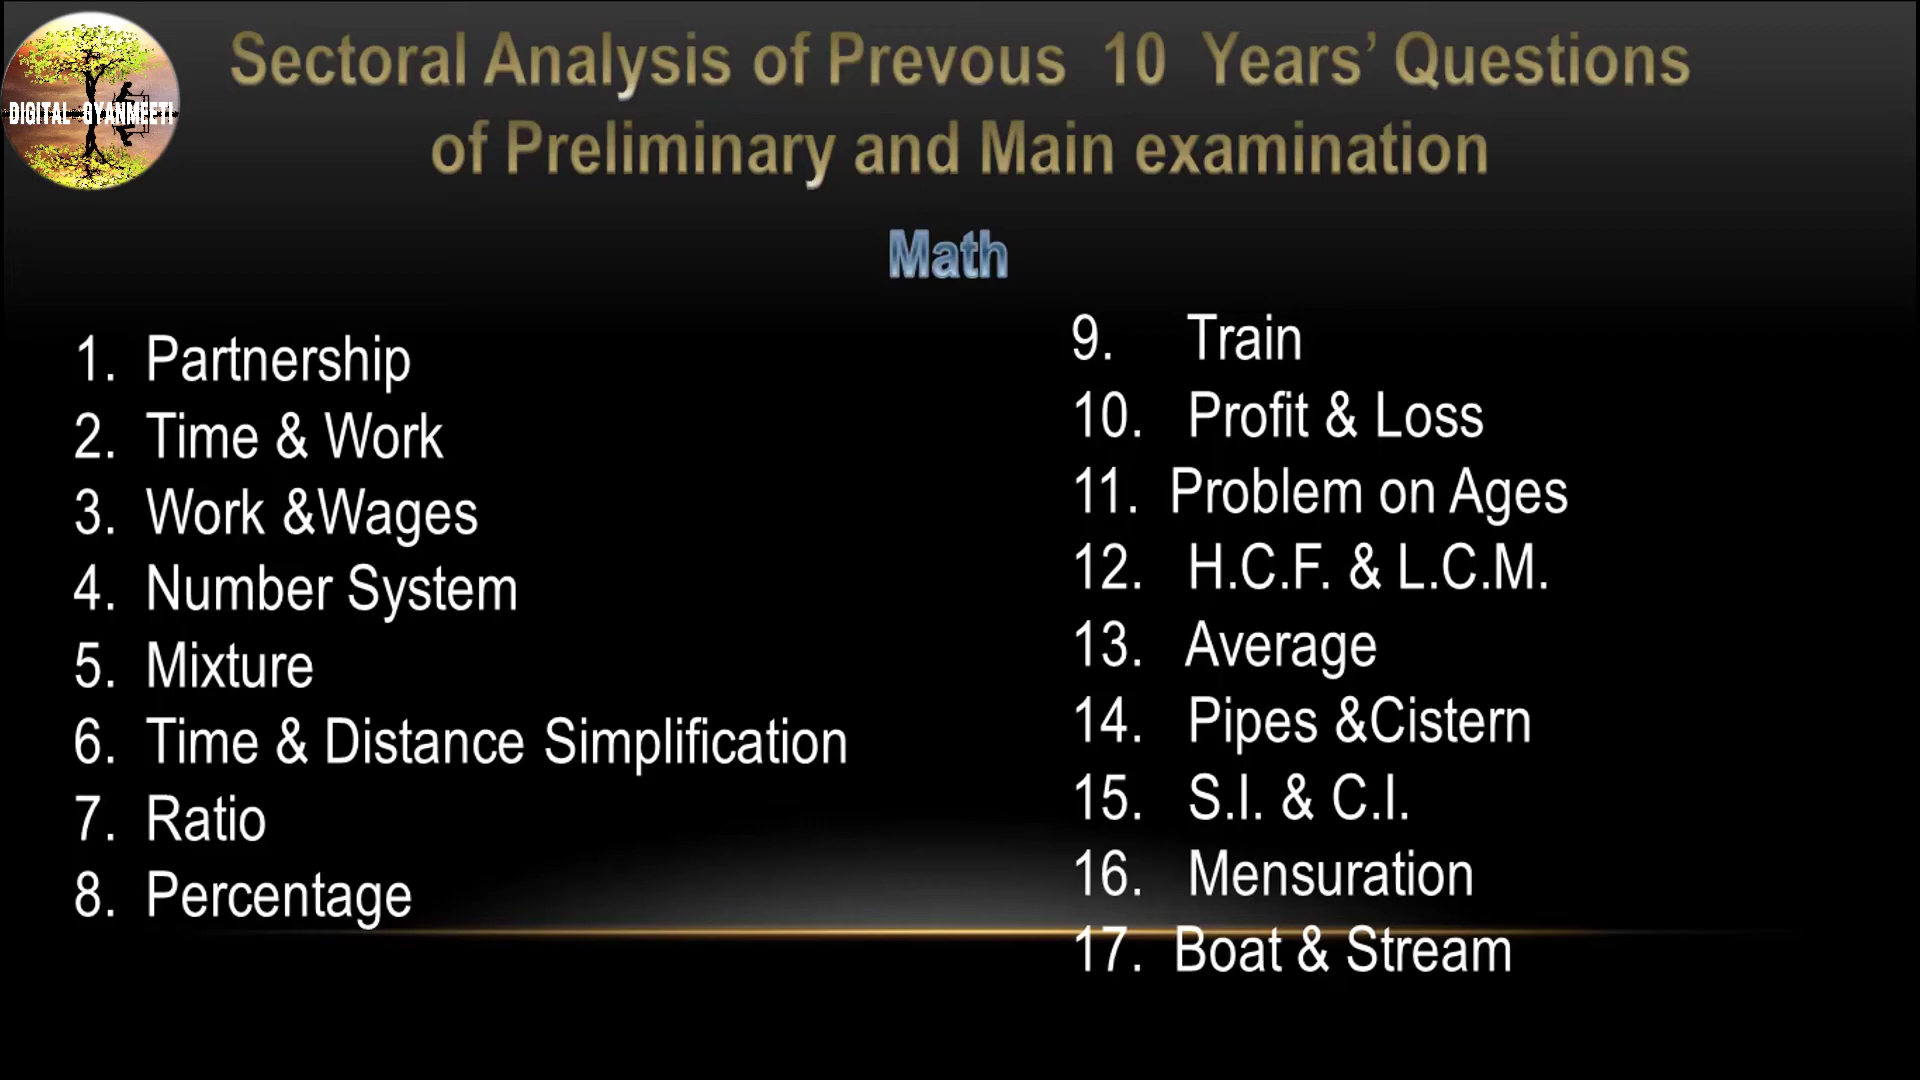 DIGITAL GYANMEETI
Sectoral Analysis of Prevous 10 Years’ Questions
of Preliminary and Main examination
Math
1. Partnership
2. Time & Work
3. Work &Wages
4. Number System
5. Mixture
6. Time & Distance Simplification
7. Ratio
8. Percentage
9. Train
10. Profit & Loss
11. Problem on Ages
12. H.C.F. & L.C.M.
13. Average
14. Pipes &Cistern
15. S.I. & C.I.
16. Mensuration
17. Boat & Stream